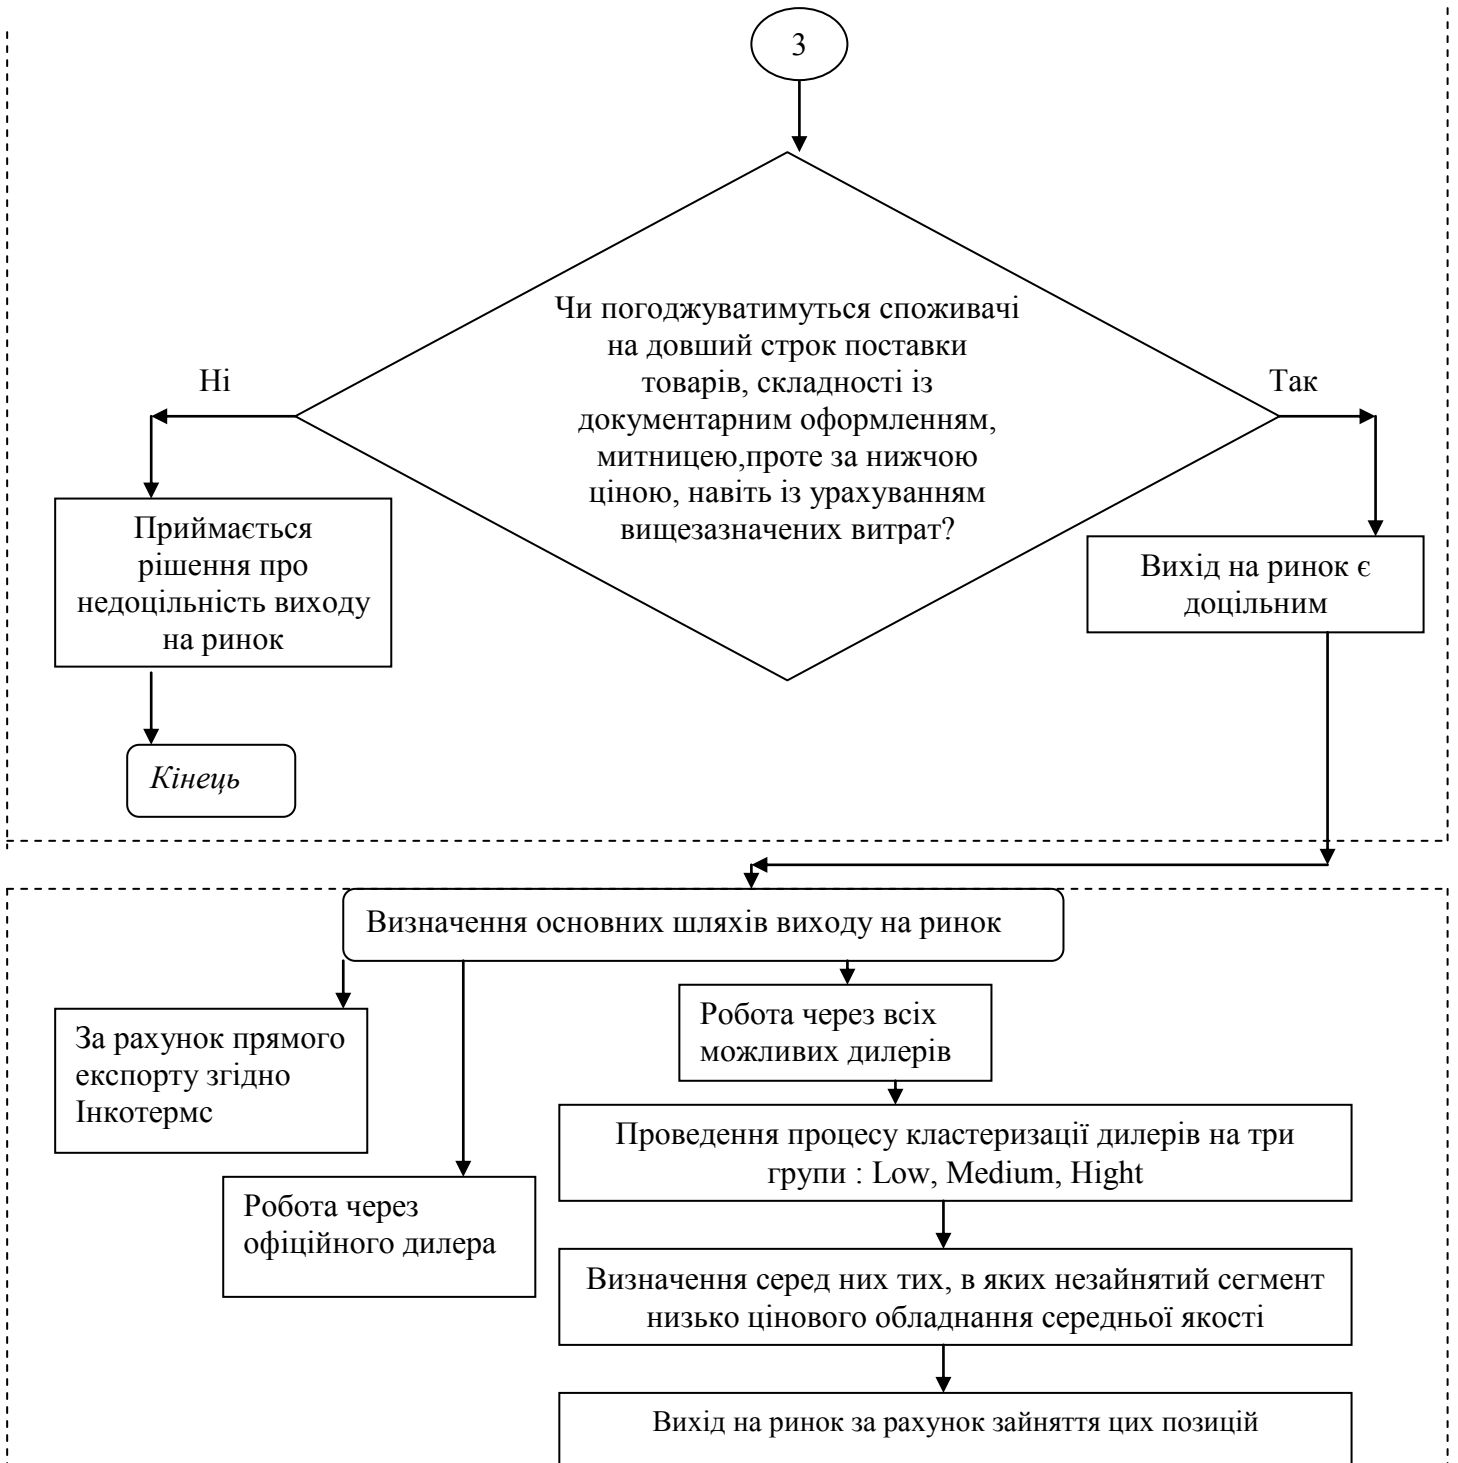 3
Чи погоджуватимуться споживачі
на довший строк поставки
товарів, складності із
документарним оформленням,
митницею,проте за нижчою
ціною, навіть із урахуванням
вищезазначених витрат?
Ні
Так
Приймається
рішення про
недоцільність виходу
на ринок
Вихід на ринок є
доцільним
Кінець
Визначення основних шляхів виходу на ринок
За рахунок прямого
експорту згідно
Інкотермс
Робота через
офіційного дилера
Робота через всіх
можливих дилерів
Проведення процесу кластеризації дилерів на три
групи : Low, Medium, Hight
Визначення серед них тих, в яких незайнятий сегмент
низько цінового обладнання середньої якості
Вихід на ринок за рахунок зайняття цих позицій